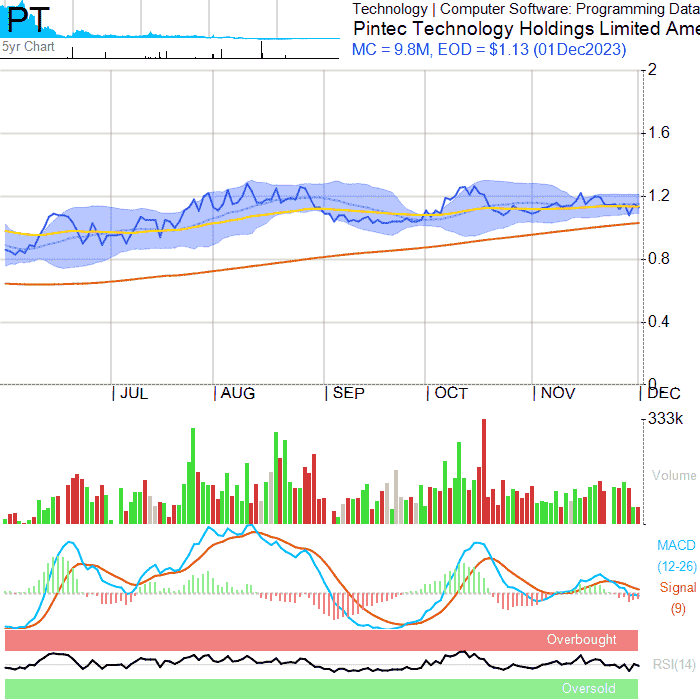 PT
5yr Chart
Technology | Computer Software: Programming Data
Pintec Technology Holdings Limited Ame
MC = 9.8M, EOD = $1.13 (01Dec2023)
2
1.6
1.2
0.8
0.4
0
JUL
AUG
SEP
OCT
NOV
DEC
333k
Volume
MACD
(12-26)
Signal
(9)
Overbought
RSI(14)
Oversold